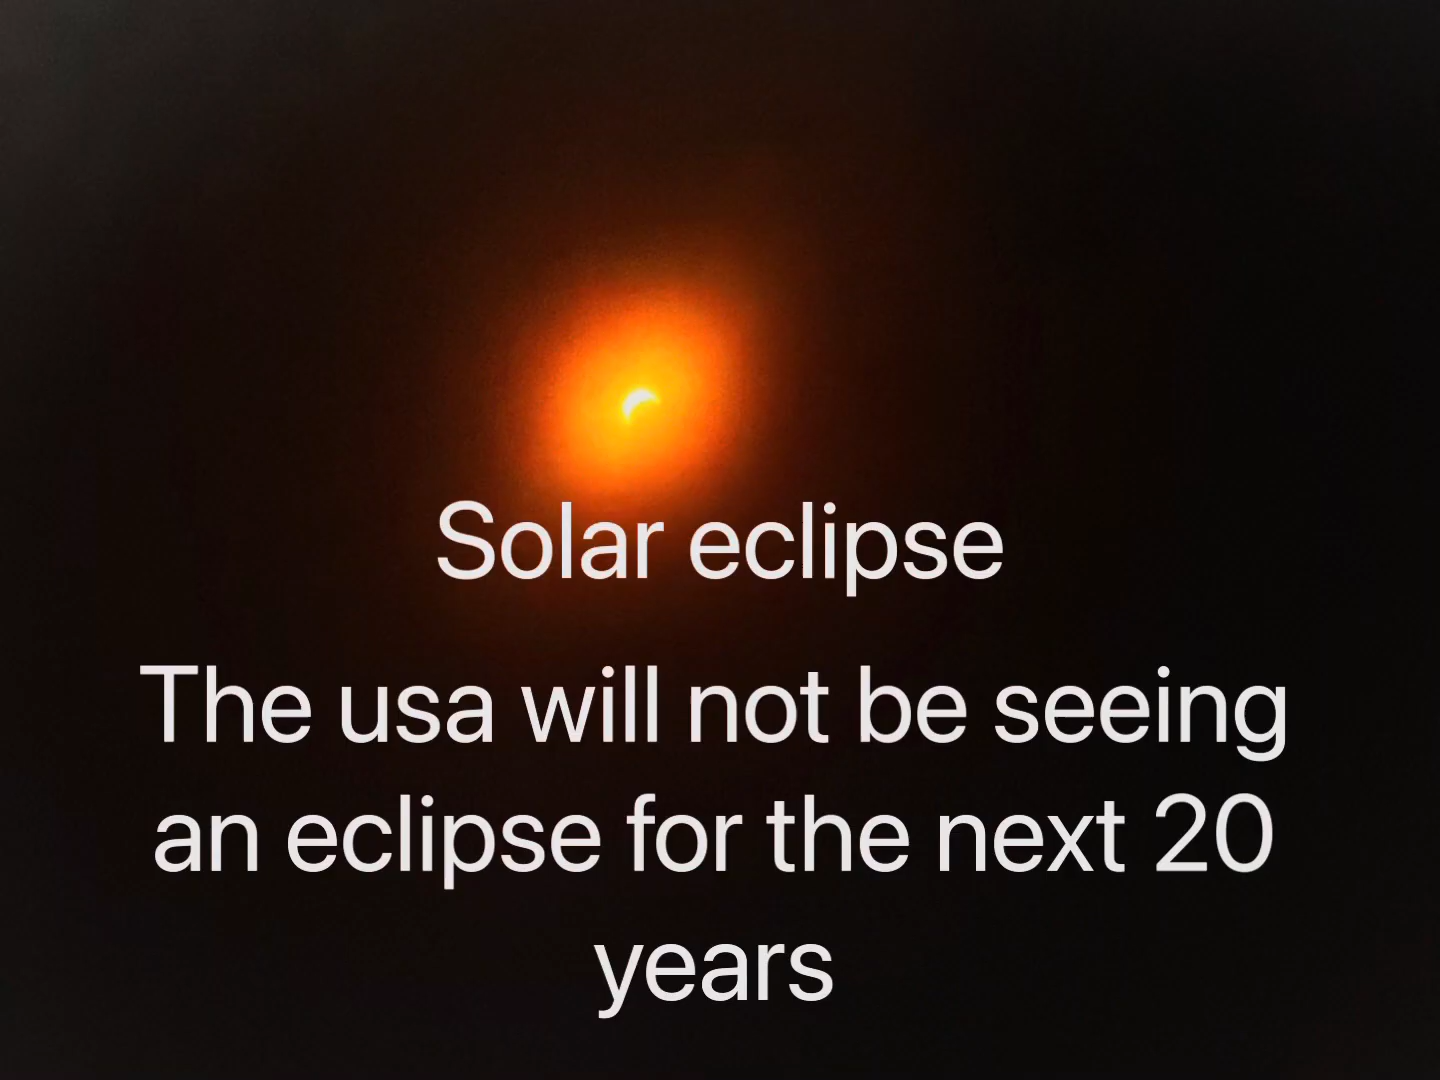 Solar eclipse
The usa will not be seeing
an eclipse for the next 20
years